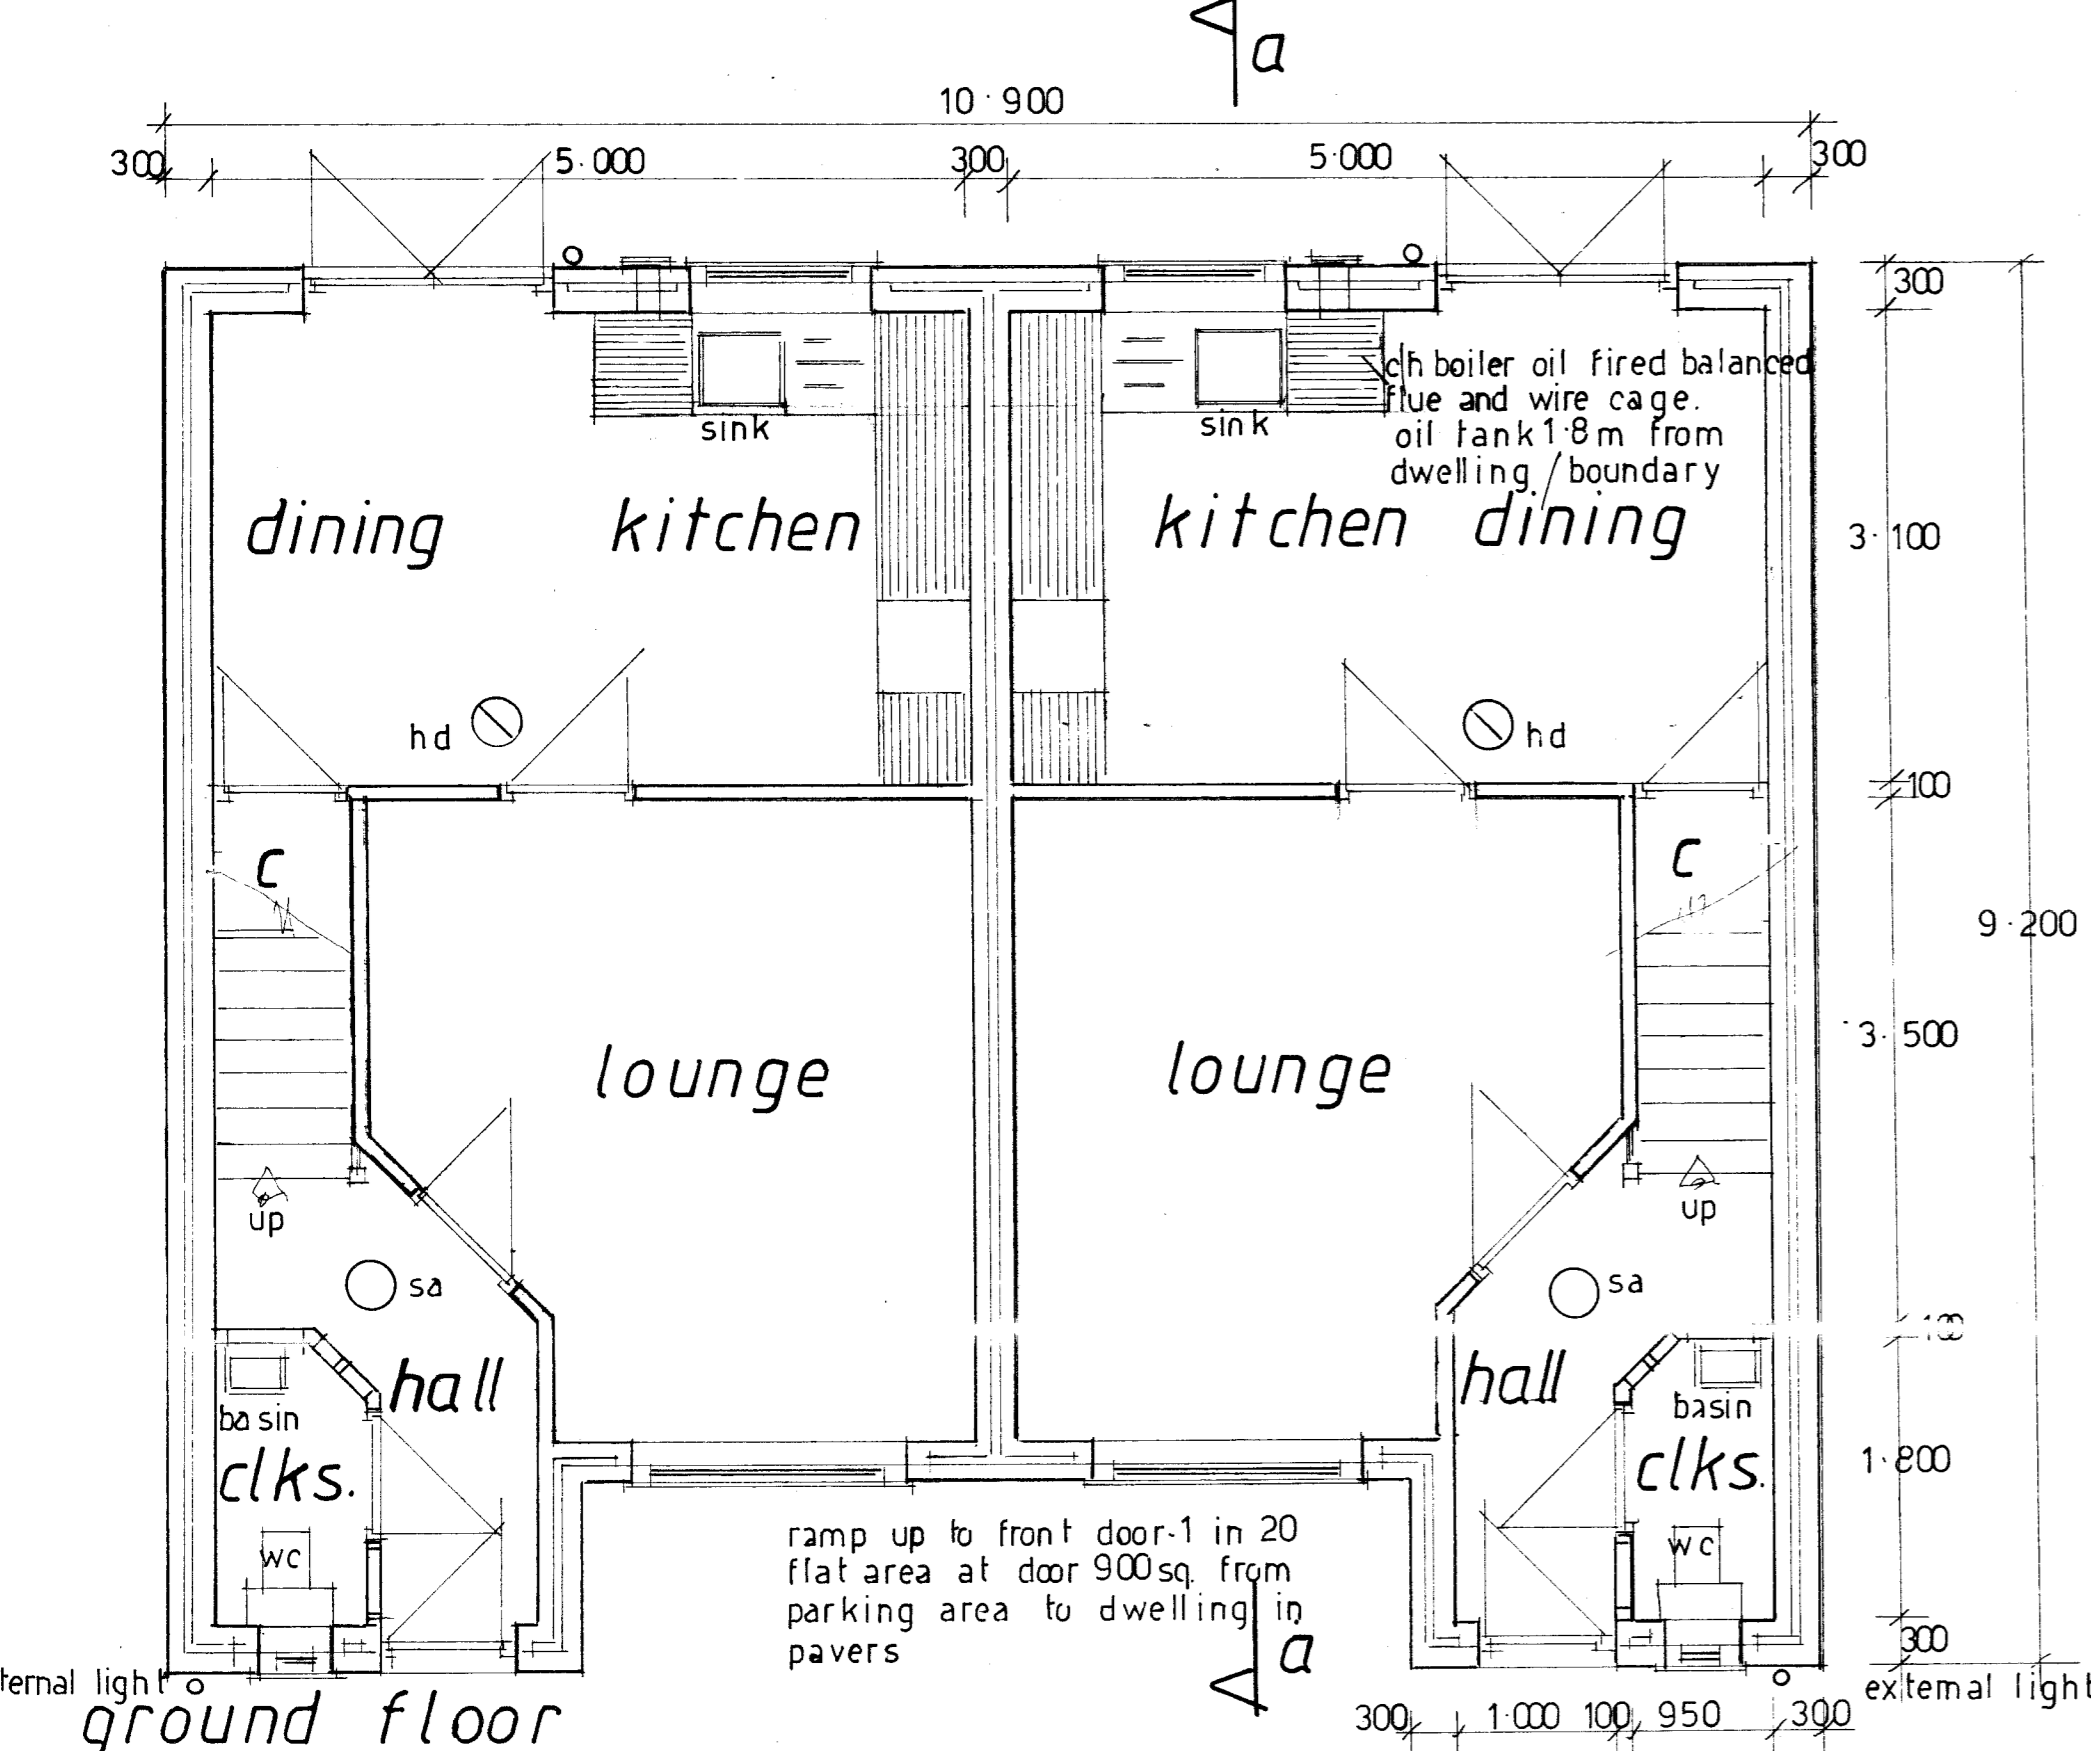 a
10·900
300 5·000 300 5·000 300
300
c/h boiler oil fired balanced
flue and wire cage.
oil tank 1·8m from
dwelling/boundary
sink
sink
dining kitchen
kitchen dining
3·100
hd
hd
100
c
c
9·200
3·500
lounge
lounge
up
up
sa
sa
100
hall
hall
basin
basin
clks.
clks.
1·800
wc
wc
ramp up to front door·1 in 20
flat area at door 900sq. from
parking area to dwelling in
pavers
a
300
ternal light
external light
ground floor
300 1·000 100 950 300